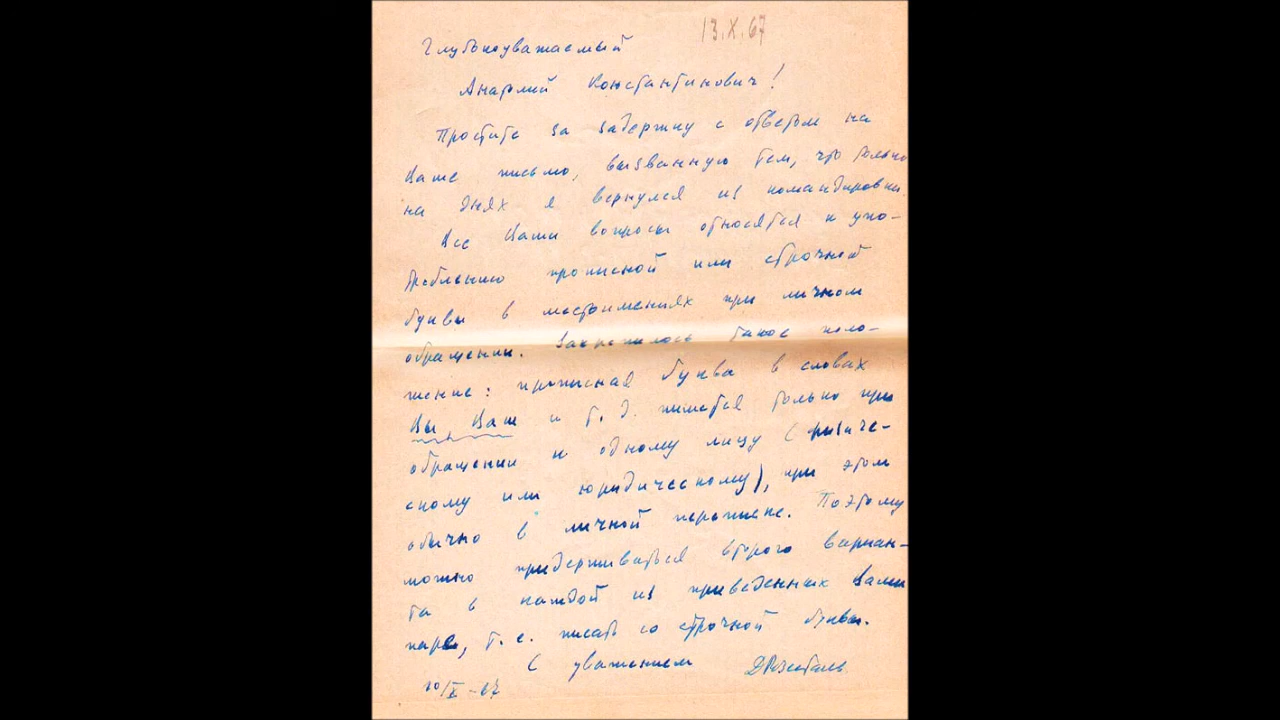 13.X.67
Глубокоуважаемый
Анатолий Константинович!
Простите за задержку с ответом на
Ваше письмо, вызванную тем, что только
на днях я вернулся из командировки.
Все Ваши вопросы относятся к упо-
треблению прописной или строчной
буквы в местоимениях при личном
обращении. Закрепилось такое поло-
жение: прописная буква в словах
Вы, Ваш и т. д. пишется только при
обращении к одному лицу (физиче-
скому или юридическому), при этом
обычно в личной переписке. Поэтому
можно придерживаться второго вариан-
та в каждой из приведенных Вами
пар, т. е. писать со строчной буквы.
С уважением ДРозенталь
10/IX-67